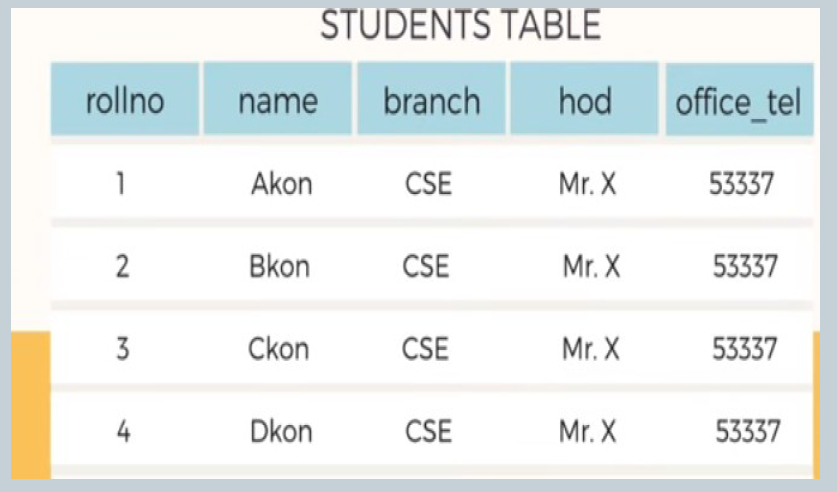 STUDENTS TABLE
rollno name branch hod office_tel
1 Akon CSE Mr. X 53337
2 Bkon CSE Mr. X 53337
3 Ckon CSE Mr. X 53337
4 Dkon CSE Mr. X 53337